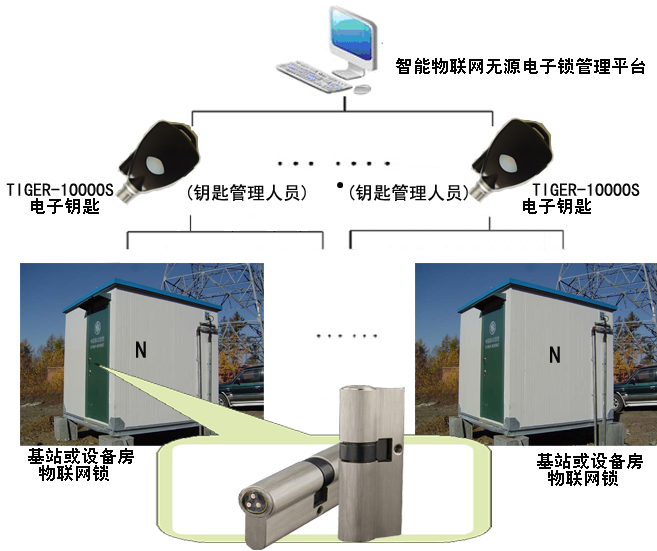 智能物联网无源电子锁管理平台
TIGER-10000S
电子钥匙
(钥匙管理人员)
(钥匙管理人员)
TIGER-10000S
电子钥匙
N
N
基站或设备房
物联网锁
基站或设备房
物联网锁